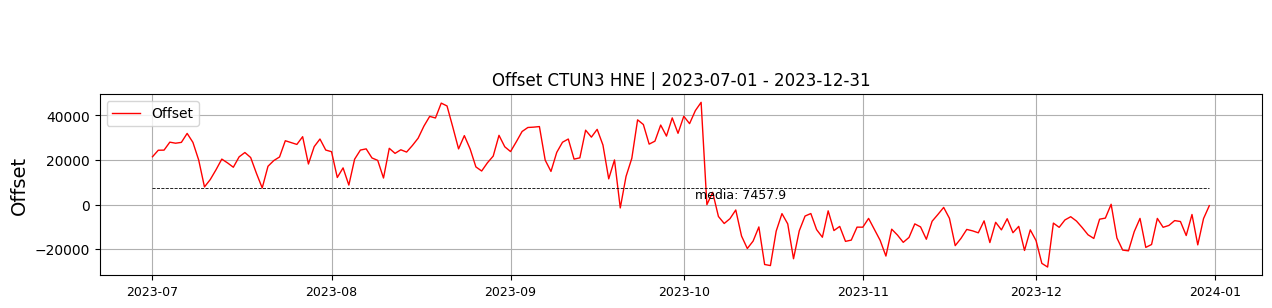 Offset CTUN3 HNE | 2023-07-01 - 2023-12-31
Offset
40000
20000
0
−20000
Offset
media: 7457.9
2023-07
2023-08
2023-09
2023-10
2023-11
2023-12
2024-01